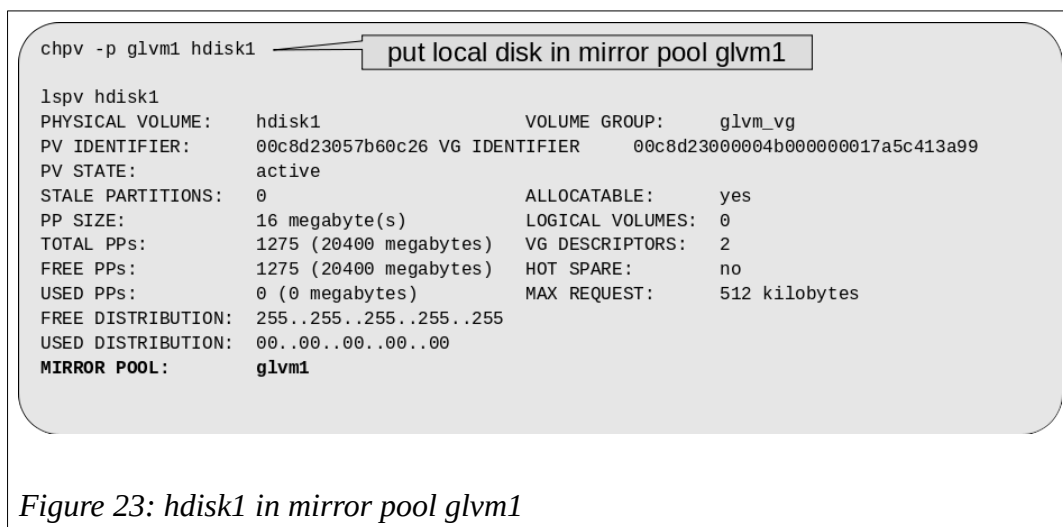 chpv -p glvm1 hdisk1
put local disk in mirror pool glvm1
lspv hdisk1
PHYSICAL VOLUME: hdisk1 VOLUME GROUP: glvm_vg
PV IDENTIFIER: 00c8d23057b60c26 VG IDENTIFIER 00c8d23000004b000000017a5c413a99
PV STATE: active
STALE PARTITIONS: 0 ALLOCATABLE: yes
PP SIZE: 16 megabyte(s) LOGICAL VOLUMES: 0
TOTAL PPs: 1275 (20400 megabytes) VG DESCRIPTORS: 2
FREE PPs: 1275 (20400 megabytes) HOT SPARE: no
USED PPs: 0 (0 megabytes) MAX REQUEST: 512 kilobytes
FREE DISTRIBUTION: 255..255..255..255..255
USED DISTRIBUTION: 00..00..00..00..00
MIRROR POOL: glvm1
Figure 23: hdisk1 in mirror pool glvm1